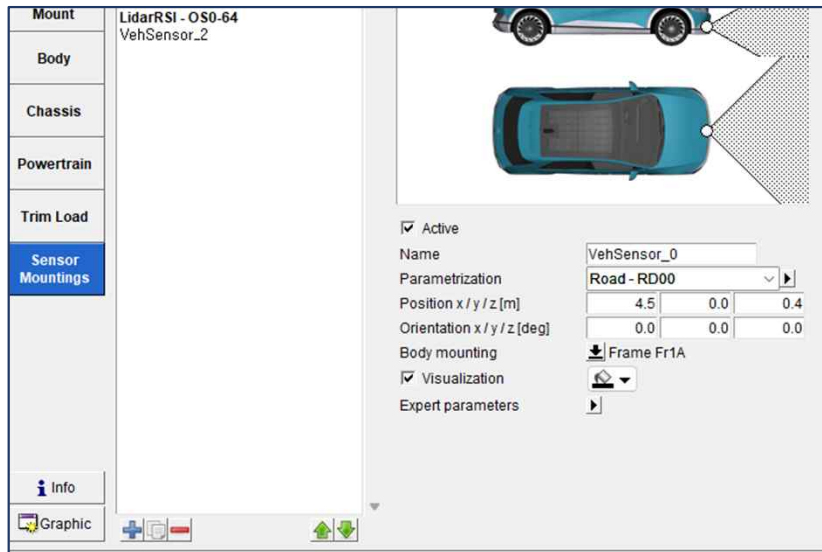 Mount
Body
Chassis
Powertrain
Trim Load
Sensor
Mountings
Info
Graphic
LidarRSI - OS0-64
VehSensor_2
Active
Name VehSensor_0
Parametrization Road - RD00
Position x / y / z [m] 4.5 0.0 0.4
Orientation x / y / z [deg] 0.0 0.0 0.0
Body mounting Frame Fr1A
Visualization
Expert parameters